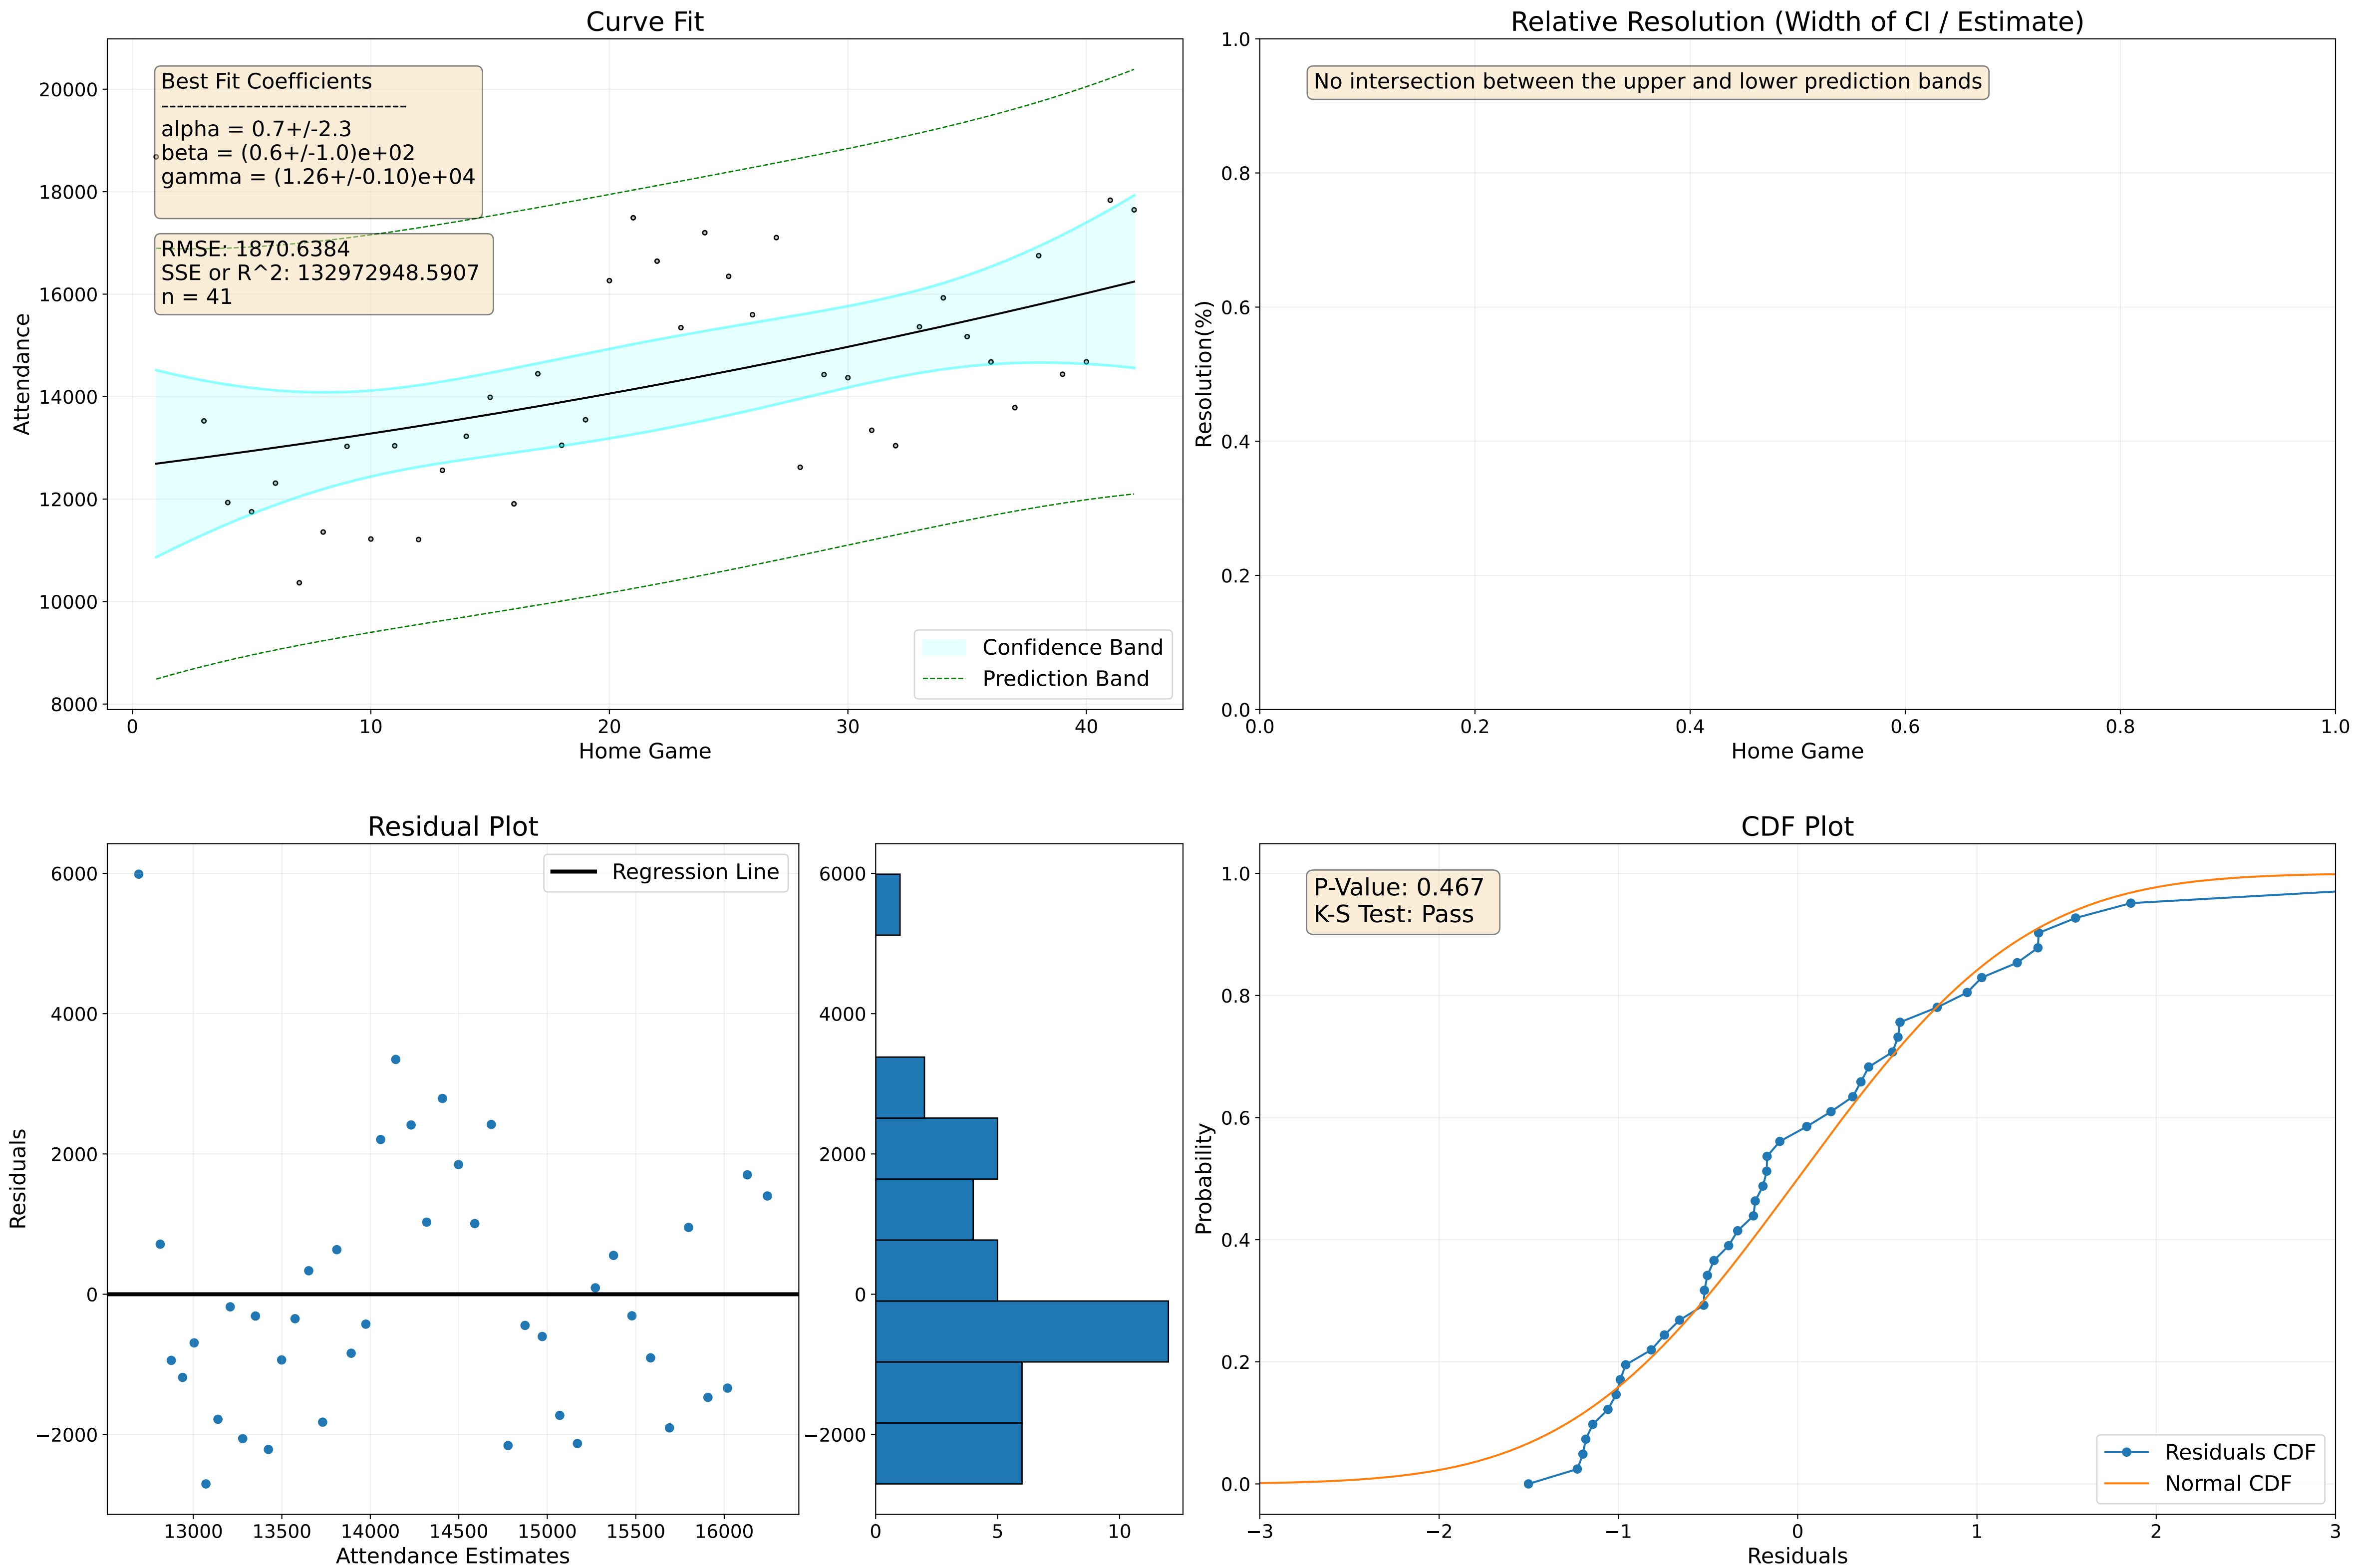 Curve Fit
Best Fit Coefficients
--------------------------------
alpha = 0.7+/-2.3
beta = (0.6+/-1.0)e+02
gamma = (1.26+/-0.10)e+04
RMSE: 1870.6384
SSE or R^2: 132972948.5907
n = 41
20000
18000
16000
14000
12000
10000
8000
Attendance
0 10 20 30 40
Home Game
Confidence Band
Prediction Band
Relative Resolution (Width of CI / Estimate)
No intersection between the upper and lower prediction bands
1.0
0.8
0.6
0.4
0.2
0.0
Resolution(%)
0.0 0.2 0.4 0.6 0.8 1.0
Home Game
Residual Plot
Regression Line
6000
4000
2000
0
−2000
Residuals
13000 13500 14000 14500 15000 15500 16000
Attendance Estimates
6000
4000
2000
0
−2000
0 5 10
CDF Plot
P-Value: 0.467
K-S Test: Pass
1.0
0.8
0.6
0.4
0.2
0.0
Probability
Residuals CDF
Normal CDF
−3 −2 −1 0 1 2 3
Residuals